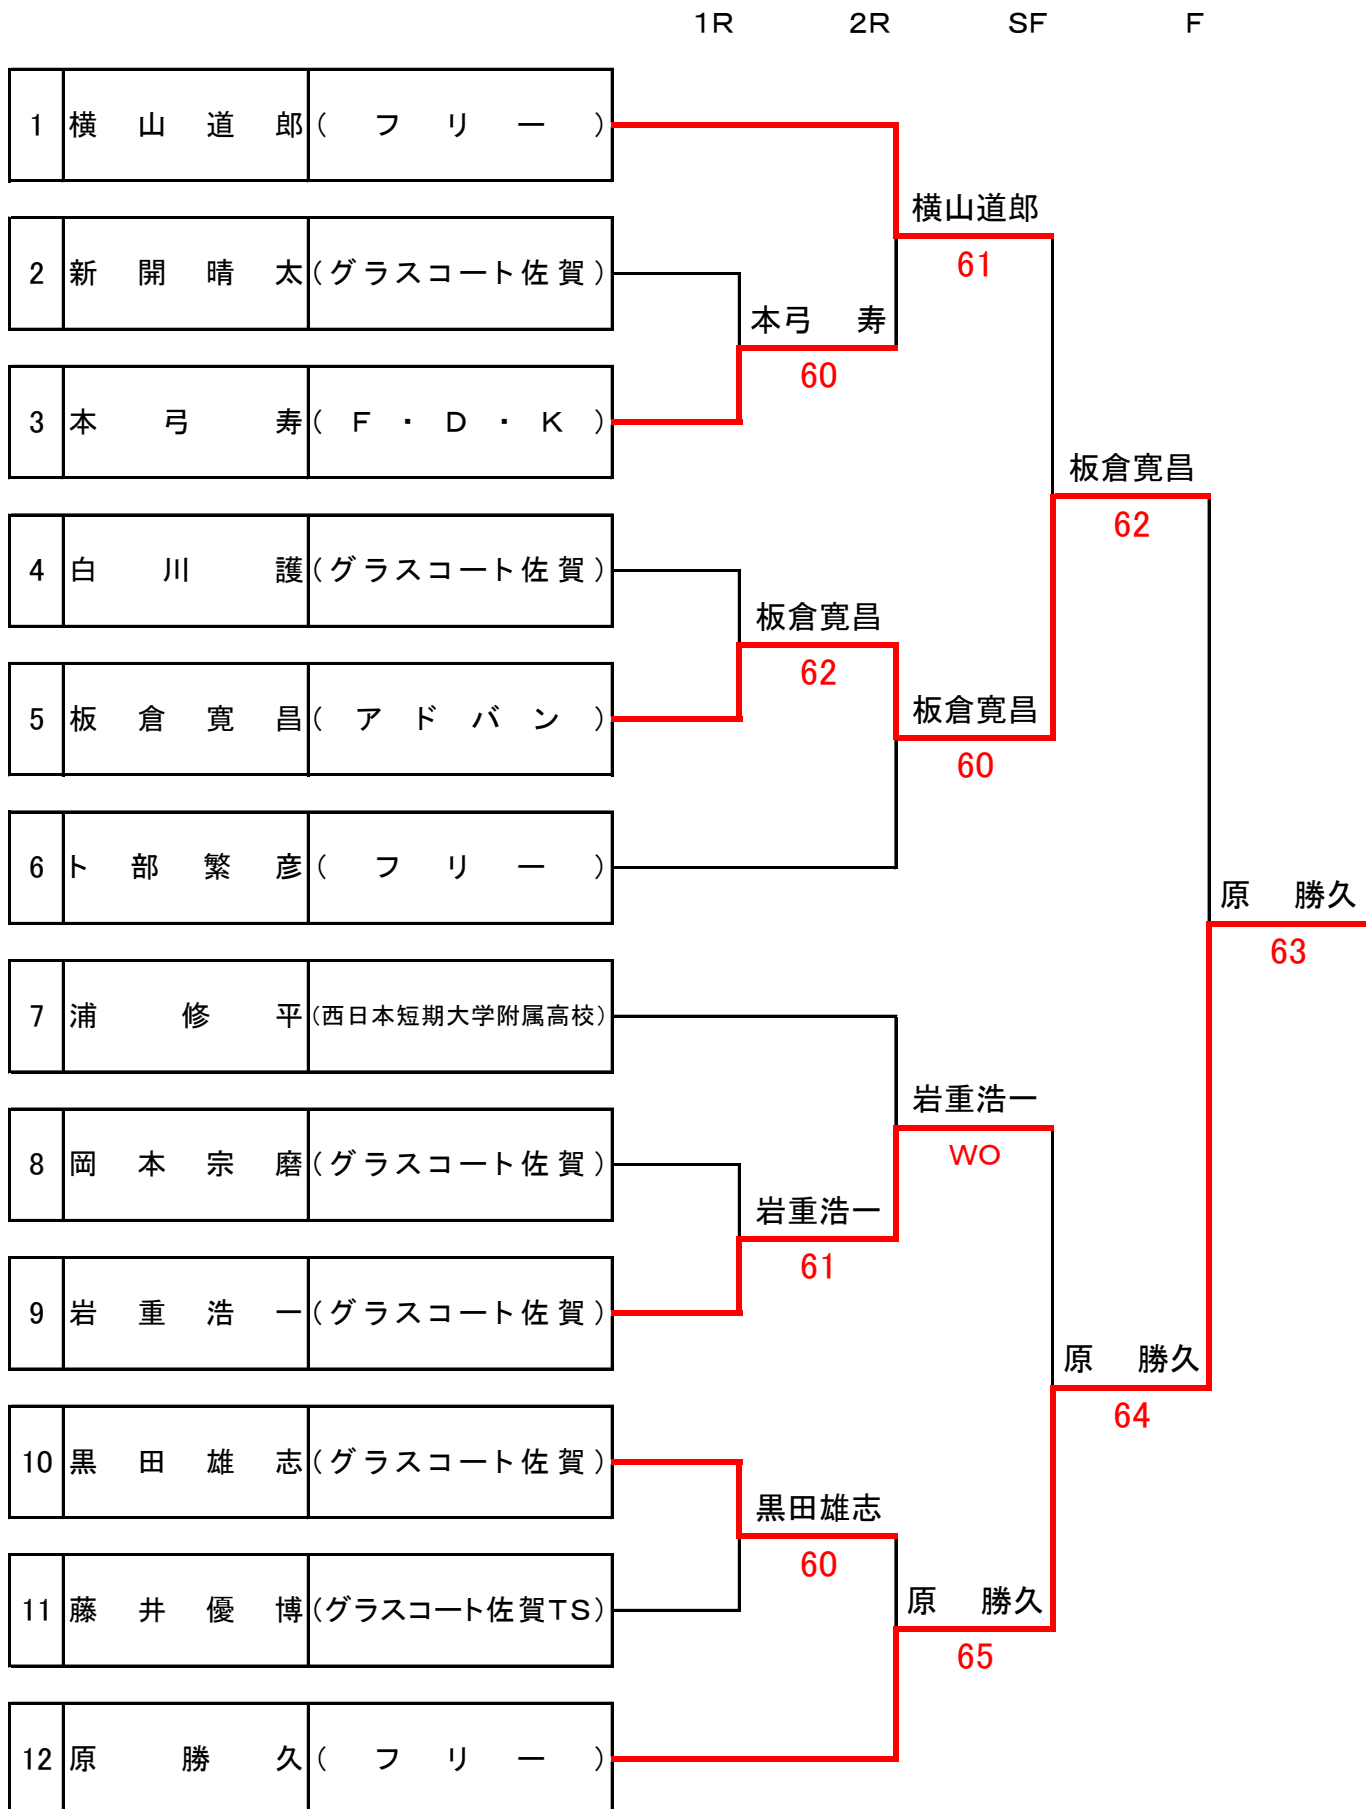 1R 2R SF F
1 横山道郎 (フリー)
横山道郎
61
2 新開晴太 (グラスコート佐賀)
本弓 寿
60
3 本弓寿 (F・D・K)
板倉寛昌
62
4 白川護 (グラスコート佐賀)
板倉寛昌
62
5 板倉寛昌 (アドバン)
板倉寛昌
60
6 ト部繁彦 (フリー)
原 勝久
63
7 浦修平 (西日本短期大学附属高校)
岩重浩一
WO
8 岡本宗磨 (グラスコート佐賀)
岩重浩一
61
9 岩重浩一 (グラスコート佐賀)
原 勝久
64
10 黒田雄志 (グラスコート佐賀)
黒田雄志
60
11 藤井優博 (グラスコート佐賀TS)
原 勝久
65
12 原勝久 (フリー)